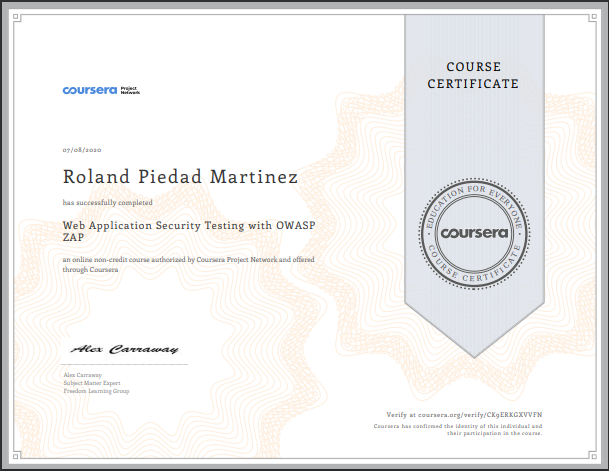 COURSE
CERTIFICATE
coursera Project
Network
07/08/2020
Roland Piedad Martinez
has successfully completed
Web Application Security Testing with OWASP
ZAP
an online non-credit course authorized by Coursera Project Network and offered
through Coursera
EDUCATION FOR EVERYONE
coursera
COURSE CERTIFICATE
Alex Carraway
Alex Carraway
Subject Matter Expert
Freedom Learning Group
Verify at coursera.org/verify/CK9ERKGXVVFN
Coursera has confirmed the identity of this individual and
their participation in the course.